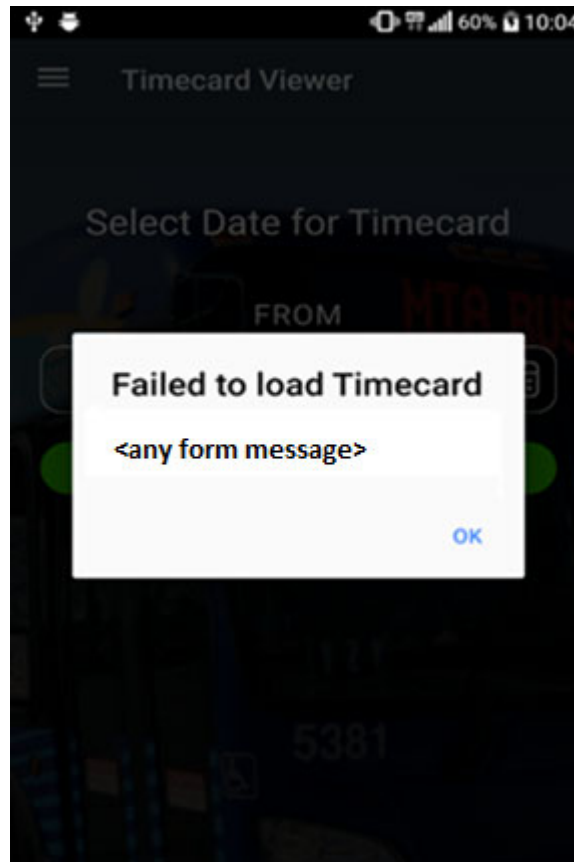 60% 10:04
Timecard Viewer
Select Date for Timecard
FROM
MTA BUS
Failed to load Timecard
<any form message>
OK
5381